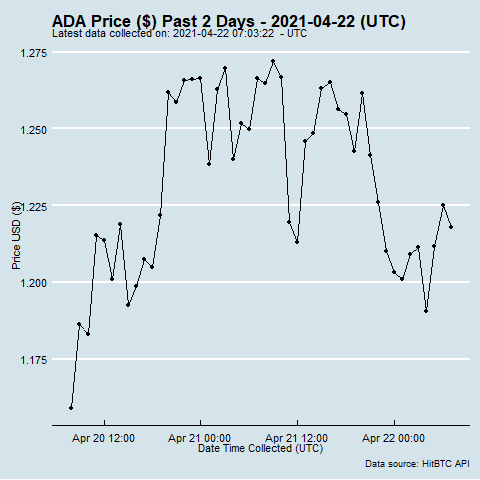 ADA Price ($) Past 2 Days - 2021-04-22 (UTC)
Latest data collected on: 2021-04-22 07:03:22  - UTC
Price USD ($)
1.275
1.250
1.225
1.200
1.175
Apr 20 12:00
Apr 21 00:00
Apr 21 12:00
Apr 22 00:00
Date Time Collected (UTC)
Data source: HitBTC API